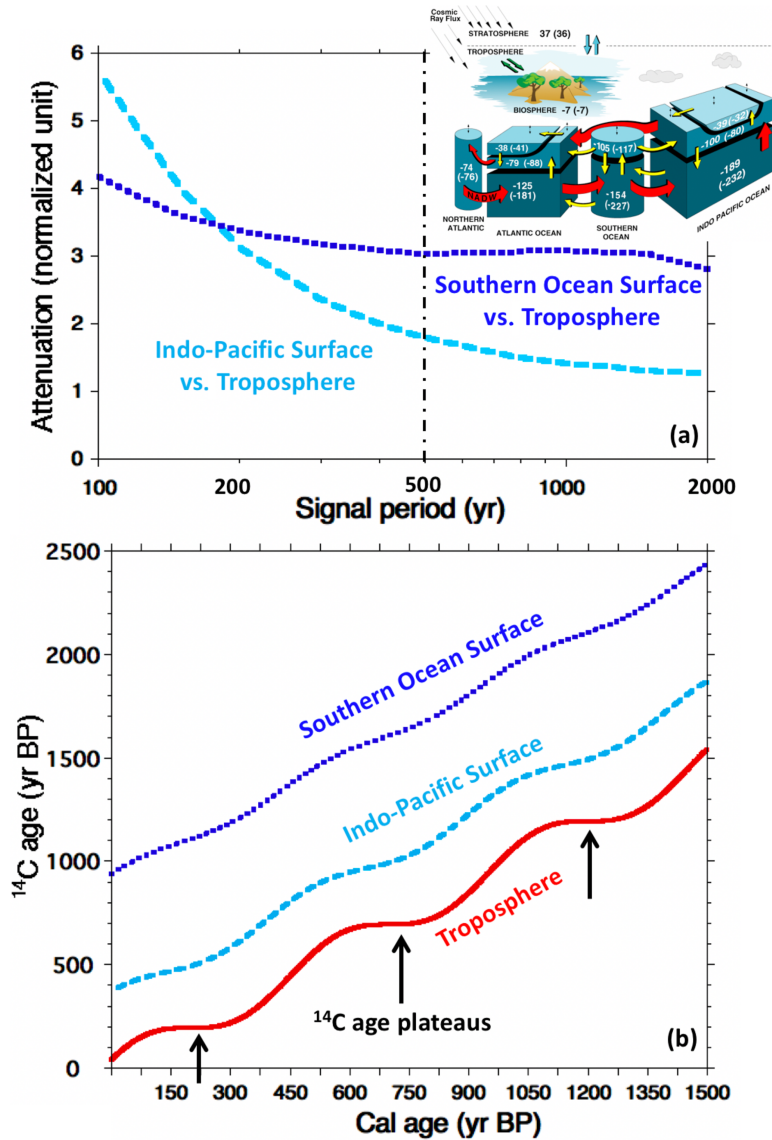 Cosmic
Ray Flux
STRATOSPHERE 37 (36)
TROPOSPHERE
BIOSPHERE -7 (-7)
-38 (-41)
-79 (-88)
-105 (-117)
-39 (-32)
-100 (-80)
-74
(-76)
NADW
-125
(-181)
-154
(-227)
-189
(-232)
NORTHERN
ATLANTIC
ATLANTIC OCEAN
SOUTHERN
OCEAN
INDO PACIFIC OCEAN
Attenuation (normalized unit)
6
5
4
3
2
1
0
Southern Ocean Surface
vs. Troposphere
Indo-Pacific Surface
vs. Troposphere
(a)
100 200 500 1000 2000
Signal period (yr)
14C age (yr BP)
2500
2000
1500
1000
500
0
Southern Ocean Surface
Indo-Pacific Surface
Troposphere
14C age plateaus
(b)
150 300 450 600 750 900 1050 1200 1350 1500
Cal age (yr BP)